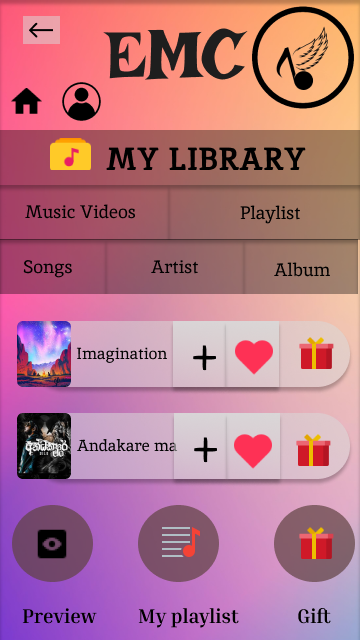 EMC
MY LIBRARY
Music Videos
Playlist
Songs
Artist
Album
Imagination
Andakare ma
Preview
My playlist
Gift